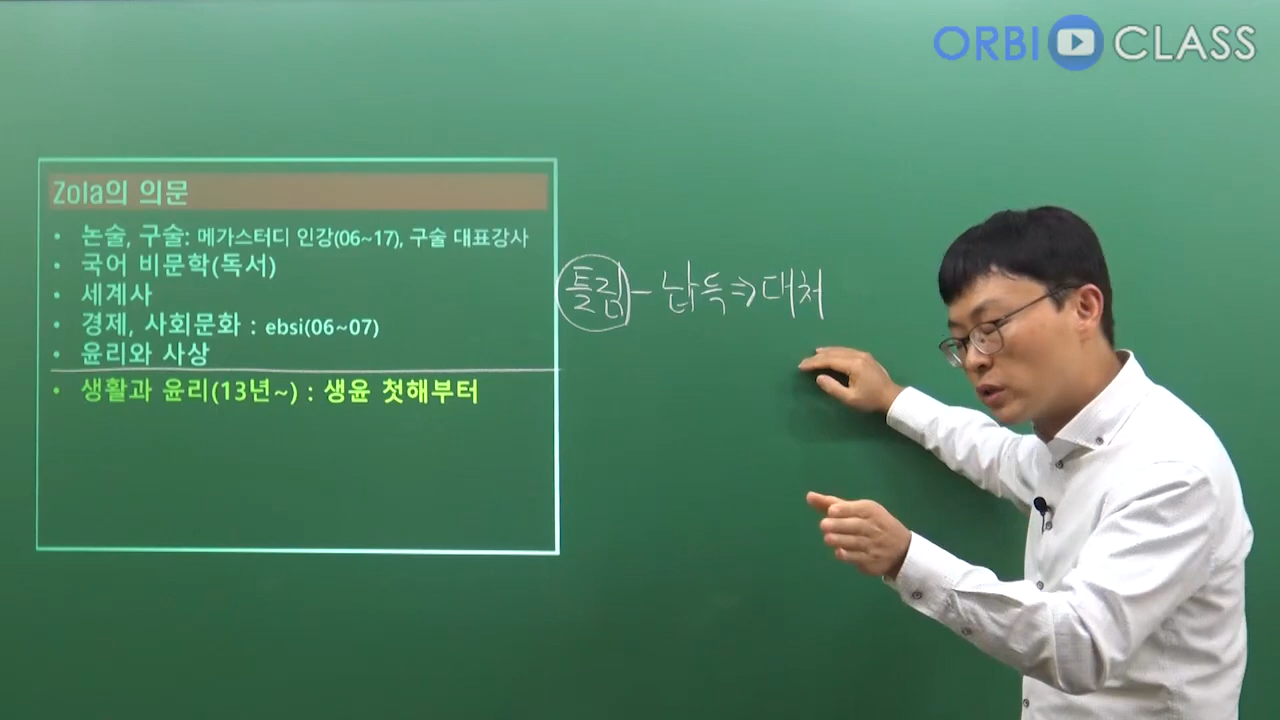 ORBI CLASS
Zola의 의문
• 논술, 구술: 메가스터디 인강(06~17), 구술 대표강사
• 국어 비문학(독서)
• 세계사
• 경제, 사회문화 : ebsi(06~07)
• 윤리와 사상
• 생활과 윤리(13년~) : 생윤 첫해부터
틀림 - 납득 ⇒ 대처